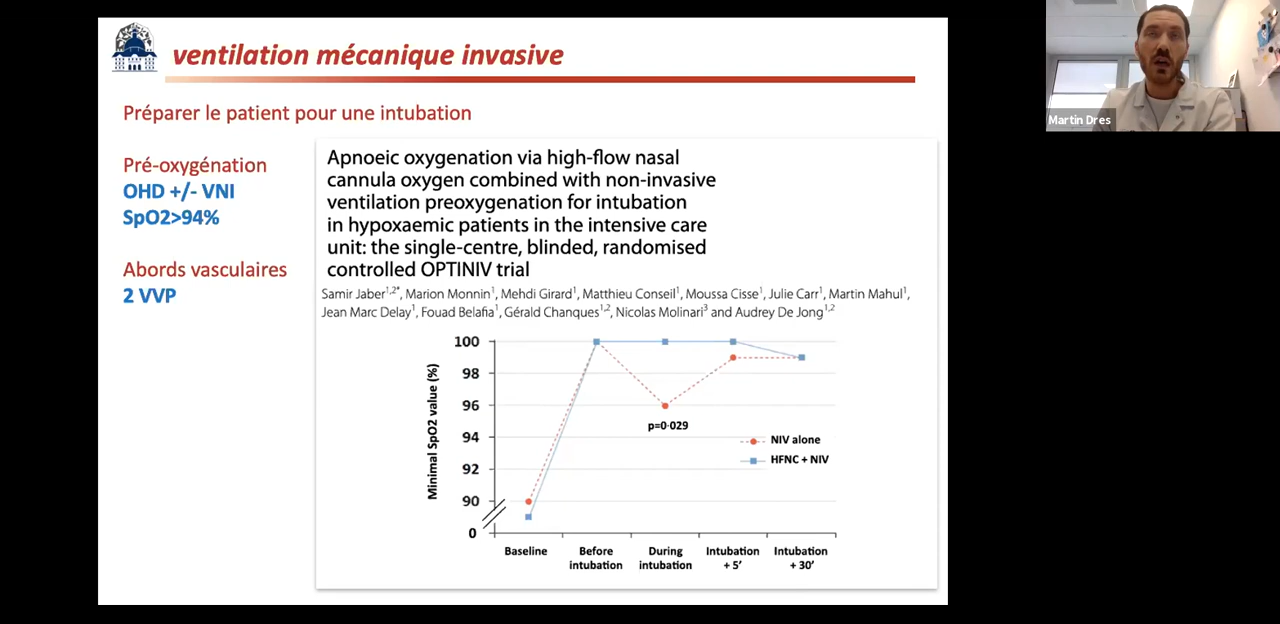 ventilation mécanique invasive
Préparer le patient pour une intubation
Pré-oxygénation
OHD +/- VNI
SpO2>94%
Abords vasculaires
2 VVP
Apnoeic oxygenation via high-flow nasal
cannula oxygen combined with non-invasive
ventilation preoxygenation for intubation
in hypoxaemic patients in the intensive care
unit: the single-centre, blinded, randomised
controlled OPTINIV trial
Samir Jaber1,2*, Marion Monnin1, Mehdi Girard1, Matthieu Conseil1, Moussa Cisse1, Julie Carr1, Martin Mahul1,
Jean Marc Delay1, Fouad Belafia1, Gérald Chanques1,2, Nicolas Molinari3 and Audrey De Jong1,2
Minimal SpO2 value (%)
100
98
96
94
92
90
0
p=0·029
NIV alone
HFNC + NIV
Baseline
Before
intubation
During
intubation
Intubation
+ 5'
Intubation
+ 30'
Martin Dres